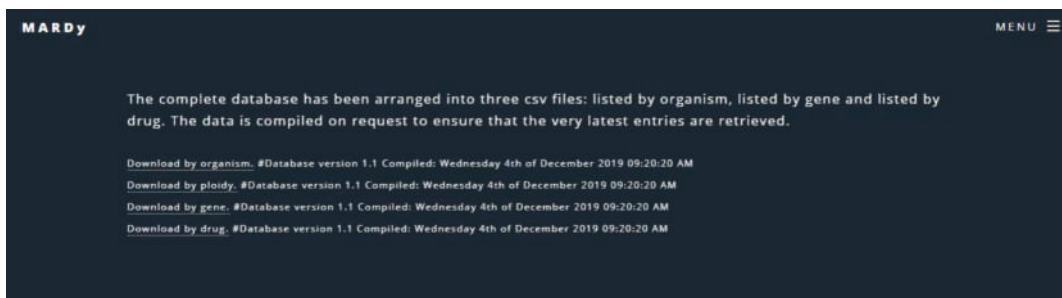 MARDy
MENU
The complete database has been arranged into three csv files: listed by organism, listed by gene and listed by
drug. The data is compiled on request to ensure that the very latest entries are retrieved.
Download by organism. #Database version 1.1 Compiled: Wednesday 4th of December 2019 09:20:20 AM
Download by ploidy. #Database version 1.1 Compiled: Wednesday 4th of December 2019 09:20:20 AM
Download by gene. #Database version 1.1 Compiled: Wednesday 4th of December 2019 09:20:20 AM
Download by drug. #Database version 1.1 Compiled: Wednesday 4th of December 2019 09:20:20 AM